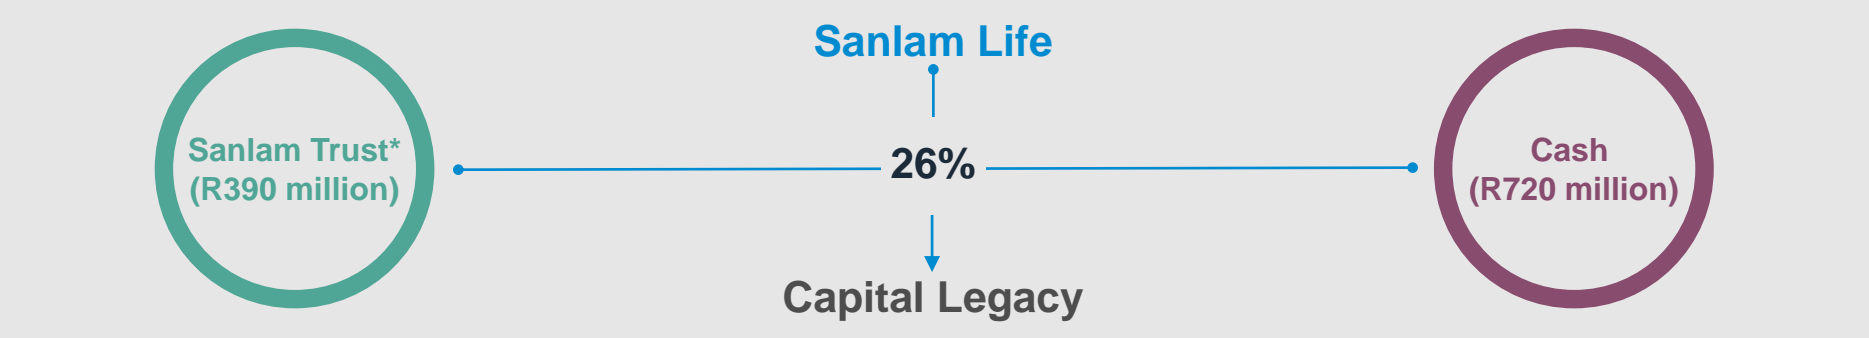 Sanlam Life
Sanlam Trust*
(R390 million)
26%
Cash
(R720 million)
Capital Legacy